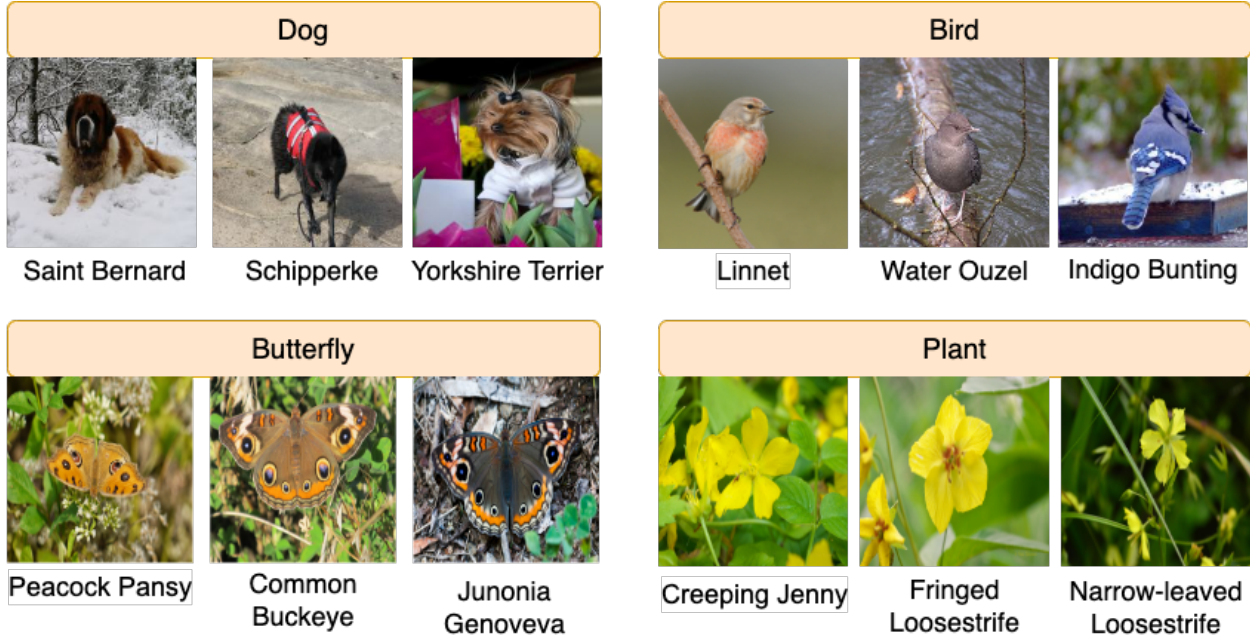 Dog
Bird
Saint Bernard
Schipperke
Yorkshire Terrier
Linnet
Water Ouzel
Indigo Bunting
Butterfly
Plant
Peacock Pansy
Common
Buckeye
Junonia
Genoveva
Creeping Jenny
Fringed
Loosestrife
Narrow-leaved
Loosestrife